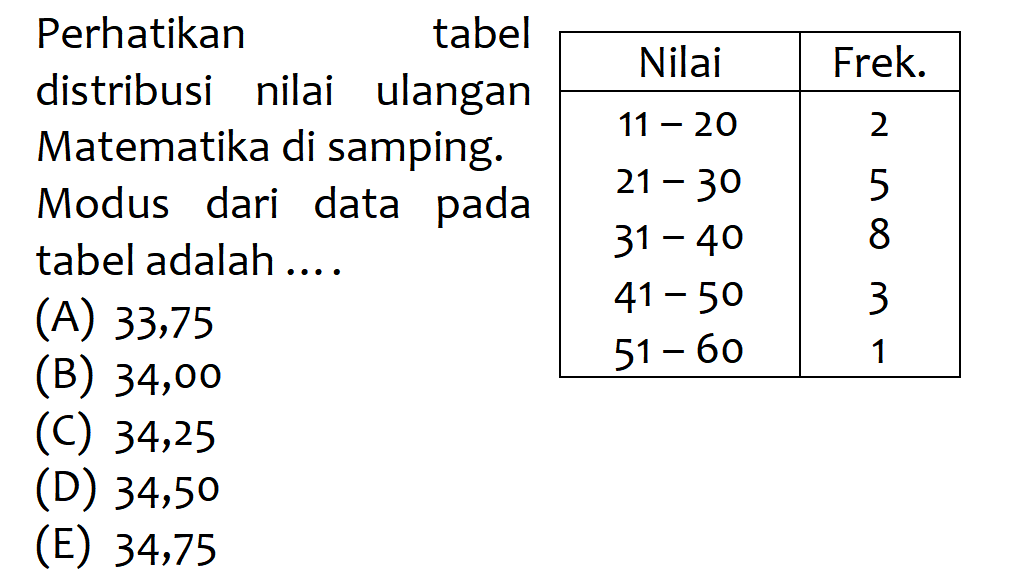 Perhatikan tabel
distribusi nilai ulangan
Matematika di samping.
Modus dari data pada
tabel adalah ....
(A) 33,75
(B) 34,00
(C) 34,25
(D) 34,50
(E) 34,75
Nilai Frek.
11 – 20 2
21 – 30 5
31 – 40 8
41 – 50 3
51 – 60 1